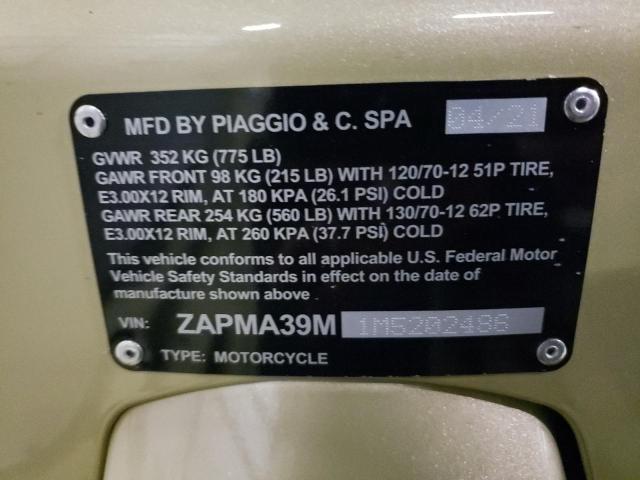 MFD BY PIAGGIO & C. SPA 04/21
GVWR 352 KG (775 LB)
GAWR FRONT 98 KG (215 LB) WITH 120/70-12 51P TIRE,
E3.00X12 RIM, AT 180 KPA (26.1 PSI) COLD
GAWR REAR 254 KG (560 LB) WITH 130/70-12 62P TIRE,
E3.00X12 RIM, AT 260 KPA (37.7 PSI) COLD
This vehicle conforms to all applicable U.S. Federal Motor
Vehicle Safety Standards in effect on the date of
manufacture shown above .
VIN: ZAPMA39M 1M5202486
TYPE: MOTORCYCLE